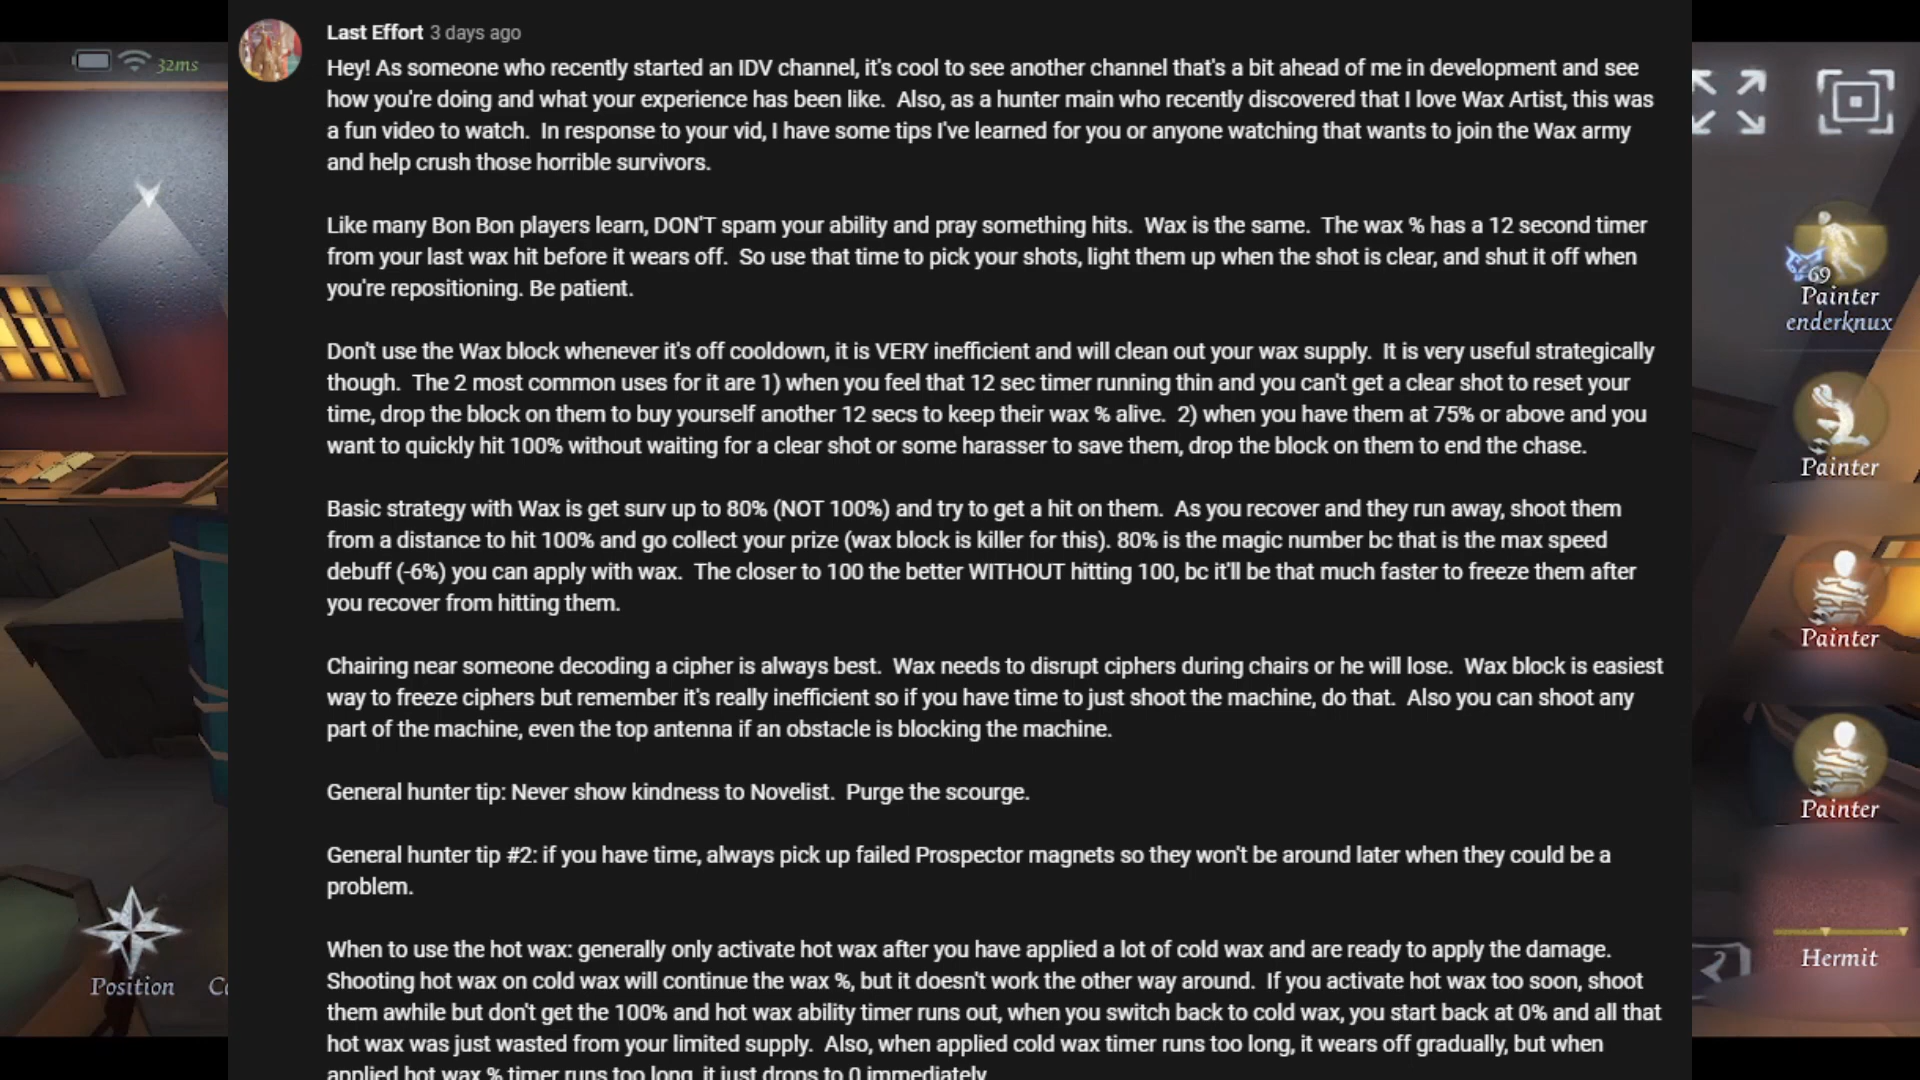 32ms
Last Effort 3 days ago
Hey! As someone who recently started an IDV channel, it's cool to see another channel that's a bit ahead of me in development and see
how you're doing and what your experience has been like.  Also, as a hunter main who recently discovered that I love Wax Artist, this was
a fun video to watch.  In response to your vid, I have some tips I've learned for you or anyone watching that wants to join the Wax army
and help crush those horrible survivors.
Like many Bon Bon players learn, DON'T spam your ability and pray something hits.  Wax is the same.  The wax % has a 12 second timer
from your last wax hit before it wears off.  So use that time to pick your shots, light them up when the shot is clear, and shut it off when
you're repositioning. Be patient.
Don't use the Wax block whenever it's off cooldown, it is VERY inefficient and will clean out your wax supply.  It is very useful strategically
though.  The 2 most common uses for it are 1) when you feel that 12 sec timer running thin and you can't get a clear shot to reset your
time, drop the block on them to buy yourself another 12 secs to keep their wax % alive.  2) when you have them at 75% or above and you
want to quickly hit 100% without waiting for a clear shot or some harasser to save them, drop the block on them to end the chase.
Basic strategy with Wax is get surv up to 80% (NOT 100%) and try to get a hit on them.  As you recover and they run away, shoot them
from a distance to hit 100% and go collect your prize (wax block is killer for this). 80% is the magic number bc that is the max speed
debuff (-6%) you can apply with wax.  The closer to 100 the better WITHOUT hitting 100, bc it'll be that much faster to freeze them after
you recover from hitting them.
Chairing near someone decoding a cipher is always best.  Wax needs to disrupt ciphers during chairs or he will lose.  Wax block is easiest
way to freeze ciphers but remember it's really inefficient so if you have time to just shoot the machine, do that.  Also you can shoot any
part of the machine, even the top antenna if an obstacle is blocking the machine.
General hunter tip: Never show kindness to Novelist.  Purge the scourge.
General hunter tip #2: if you have time, always pick up failed Prospector magnets so they won't be around later when they could be a
problem.
When to use the hot wax: generally only activate hot wax after you have applied a lot of cold wax and are ready to apply the damage.
Shooting hot wax on cold wax will continue the wax %, but it doesn't work the other way around.  If you activate hot wax too soon, shoot
them awhile but don't get the 100% and hot wax ability timer runs out, when you switch back to cold wax, you start back at 0% and all that
hot wax was just wasted from your limited supply.  Also, when applied cold wax timer runs too long, it wears off gradually, but when
applied hot wax % timer runs too long, it just drops to 0 immediately
69
Painter
enderknux
Painter
Painter
Painter
Hermit
Position